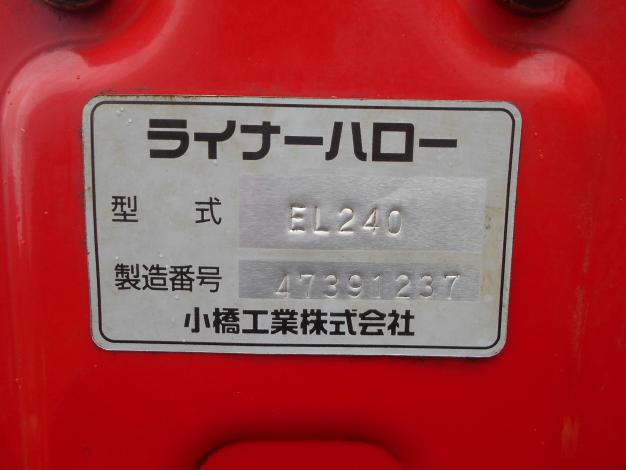 ライナーハロー
型 式 EL240
製造番号 47391237
小橋工業株式会社